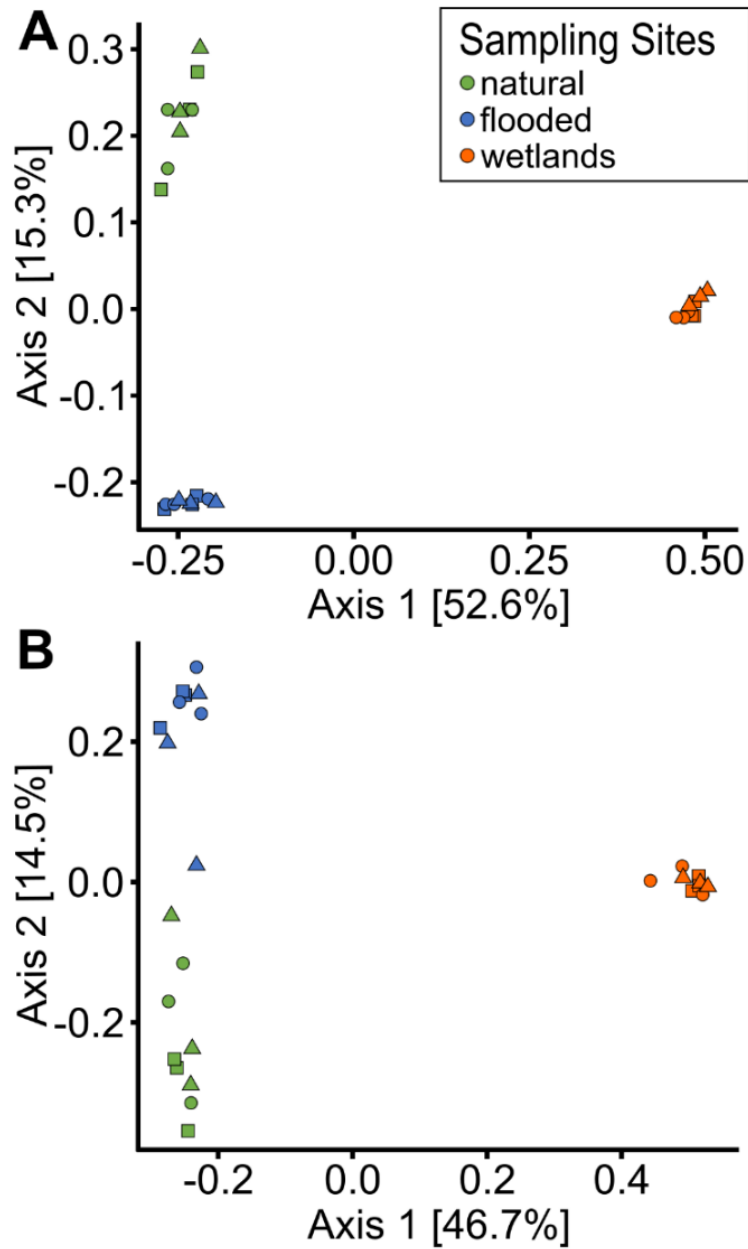 A
Sampling Sites
natural
flooded
wetlands
0.3
0.2
0.1
0.0
-0.1
-0.2
Axis 2 [15.3%]
-0.25 0.00 0.25 0.50
Axis 1 [52.6%]
B
0.2
0.0
-0.2
Axis 2 [14.5%]
-0.2 0.0 0.2 0.4
Axis 1 [46.7%]